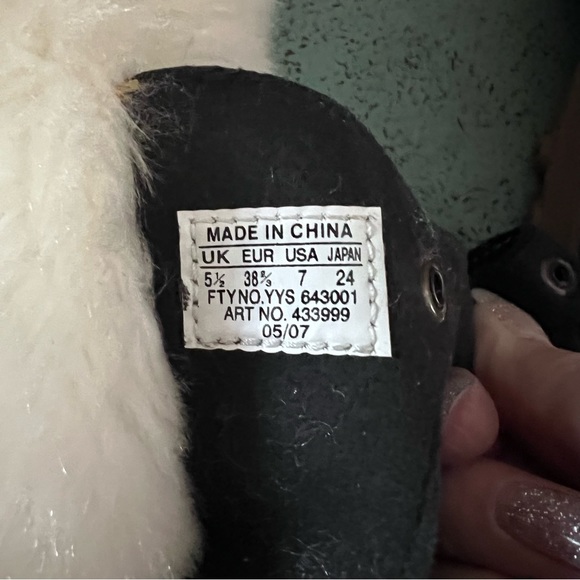 MADE IN CHINA
UK EUR USA JAPAN
5½ 38⅔ 7 24
FTYNO.YYS 643001
ART NO. 433999
05/07